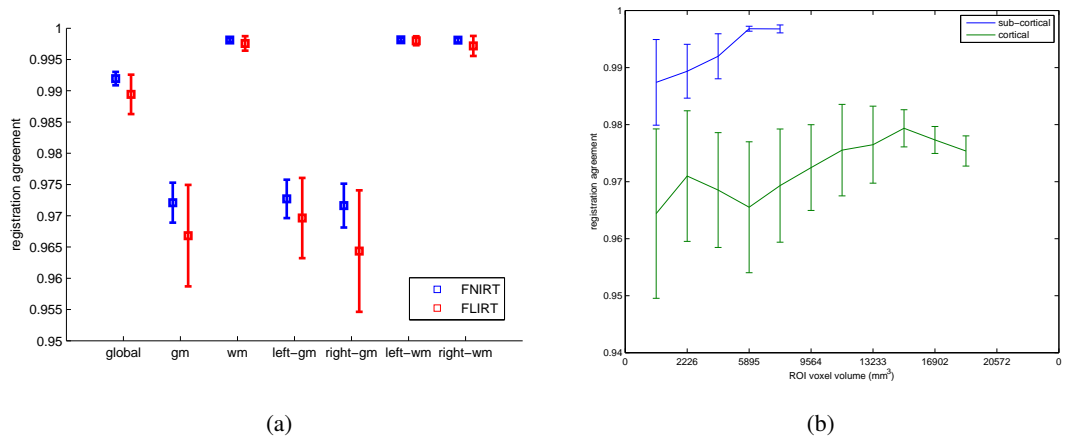 1
0.995
0.99
0.985
0.98
0.975
0.97
0.965
0.96
0.955
0.95
registration agreement
global gm wm left−gm right−gm left−wm right−wm
FNIRT
FLIRT
(a)
1
0.99
0.98
0.97
0.96
0.95
0.94
registration agreement
0 2226 5895 9564 13233 16902 20572 0
ROI voxel volume (mm³)
sub−cortical
cortical
(b)